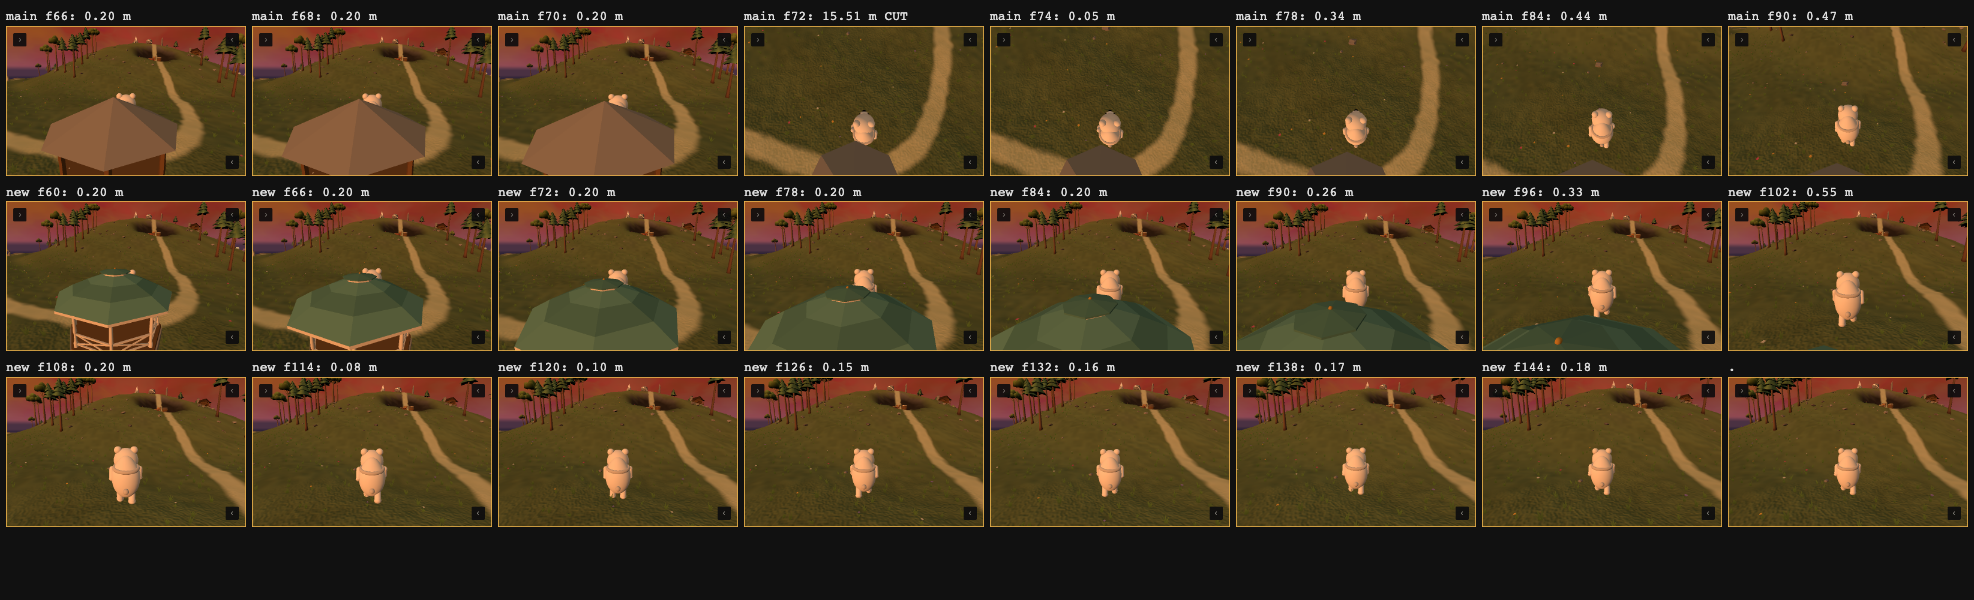 main f66: 0.20 m
main f68: 0.20 m
main f70: 0.20 m
main f72: 15.51 m CUT
main f74: 0.05 m
main f78: 0.34 m
main f84: 0.44 m
main f90: 0.47 m
new f60: 0.20 m
new f66: 0.20 m
new f72: 0.20 m
new f78: 0.20 m
new f84: 0.20 m
new f90: 0.26 m
new f96: 0.33 m
new f102: 0.55 m
new f108: 0.20 m
new f114: 0.08 m
new f120: 0.10 m
new f126: 0.15 m
new f132: 0.16 m
new f138: 0.17 m
new f144: 0.18 m
.